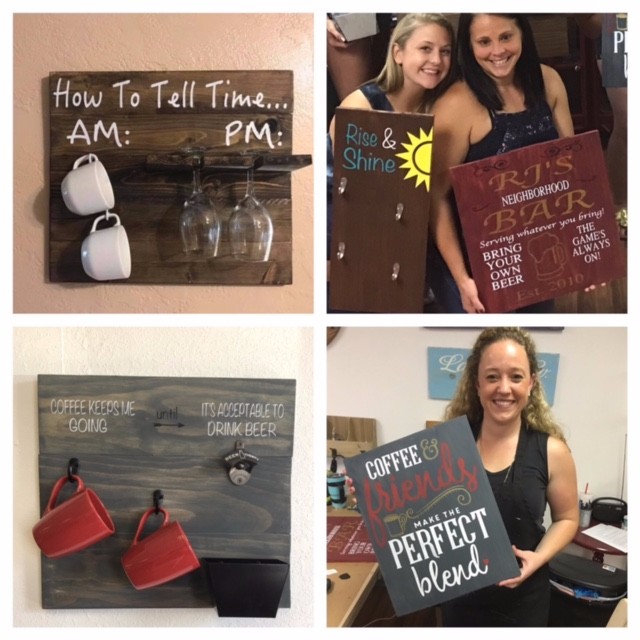 How To Tell Time...
AM: PM:
Rise &
Shine
RJ'S
NEIGHBORHOOD
BAR
Serving whatever you bring!
BRING
YOUR
OWN
BEER
THE
GAME'S
ALWAYS
ON!
Est. 2010
COFFEE KEEPS ME
GOING
until
IT'S ACCEPTABLE TO
DRINK BEER
COFFEE &
friends
MAKE THE
PERFECT
blend.